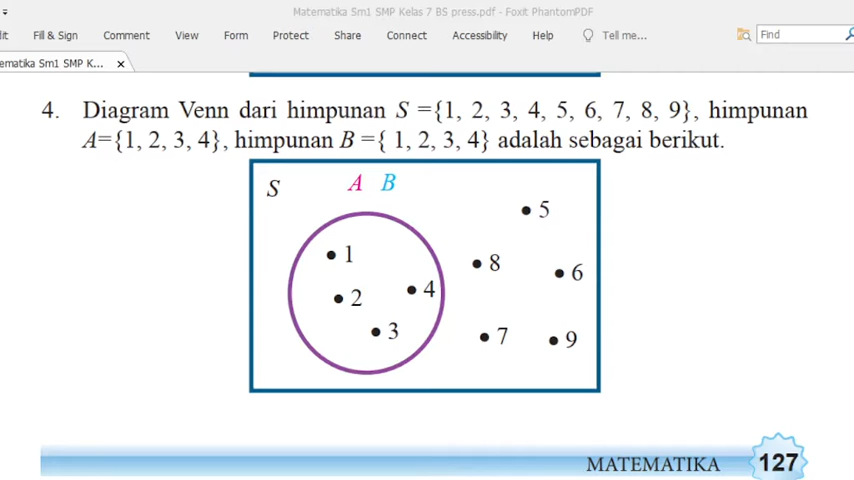 Matematika Sm1 SMP Kelas 7 BS press.pdf - Foxit PhantomPDF
Fill & Sign Comment View Form Protect Share Connect Accessibility Help Tell me... Find
ematika Sm1 SMP K... ×
4. Diagram Venn dari himpunan S ={1, 2, 3, 4, 5, 6, 7, 8, 9}, himpunan
A={1, 2, 3, 4}, himpunan B ={ 1, 2, 3, 4} adalah sebagai berikut.
S A B
5
1
8
6
2
4
3
7
9
MATEMATIKA 127